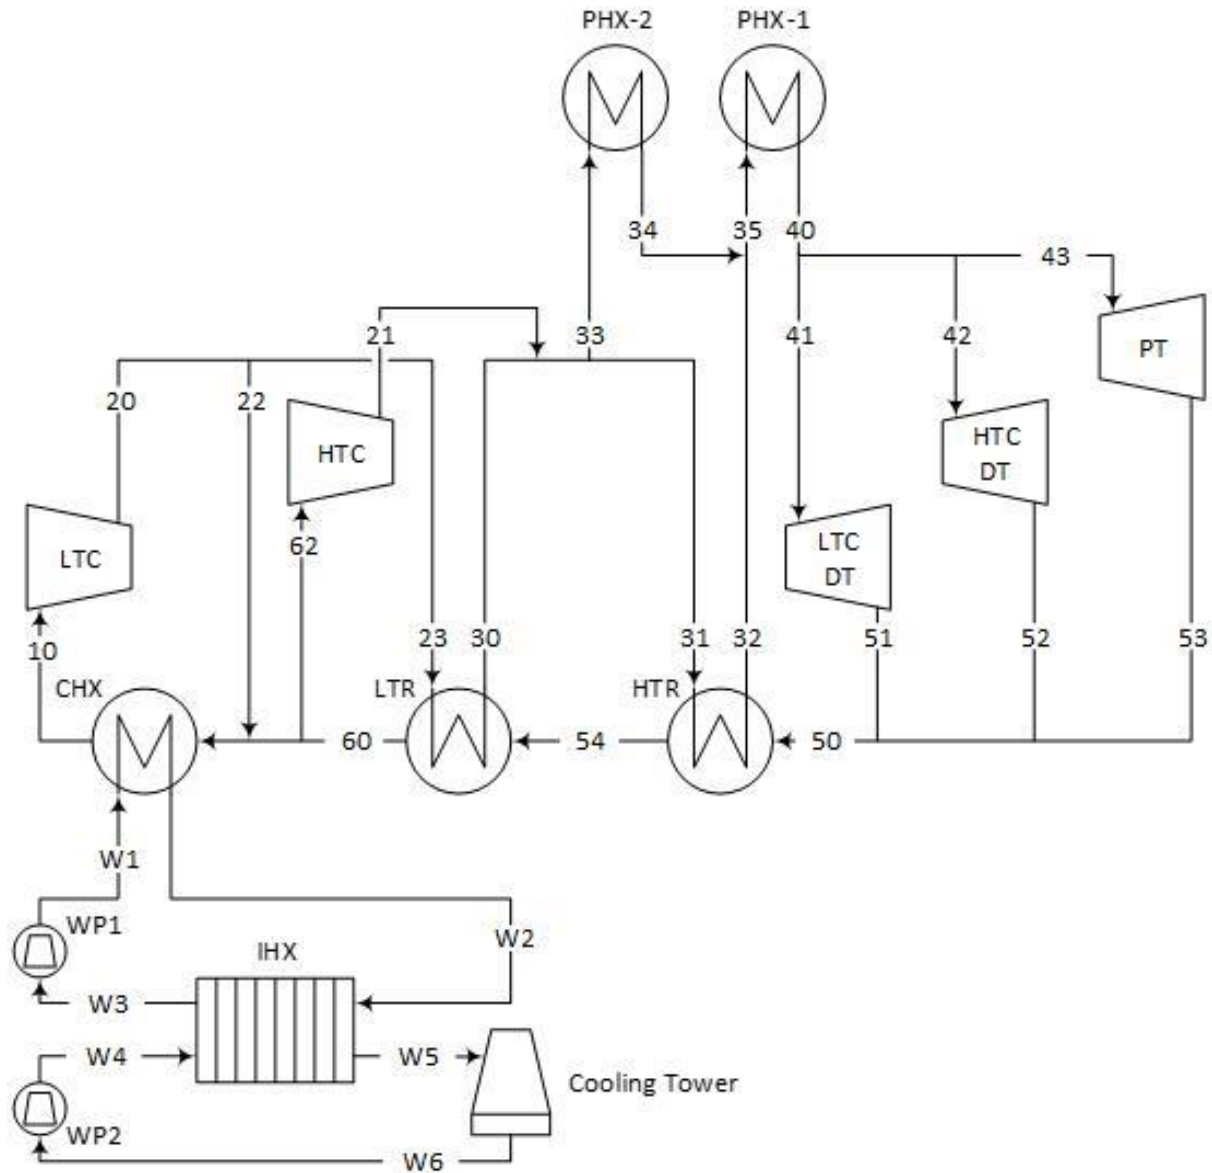 PHX-2
PHX-1
34
35
40
43
21
33
41
42
PT
20
22
HTC
DT
HTC
62
LTC
LTC
DT
10
23
30
31
32
51
52
53
CHX
LTR
HTR
60
54
50
W1
WP1
W2
IHX
W3
W4
W5
Cooling Tower
WP2
W6